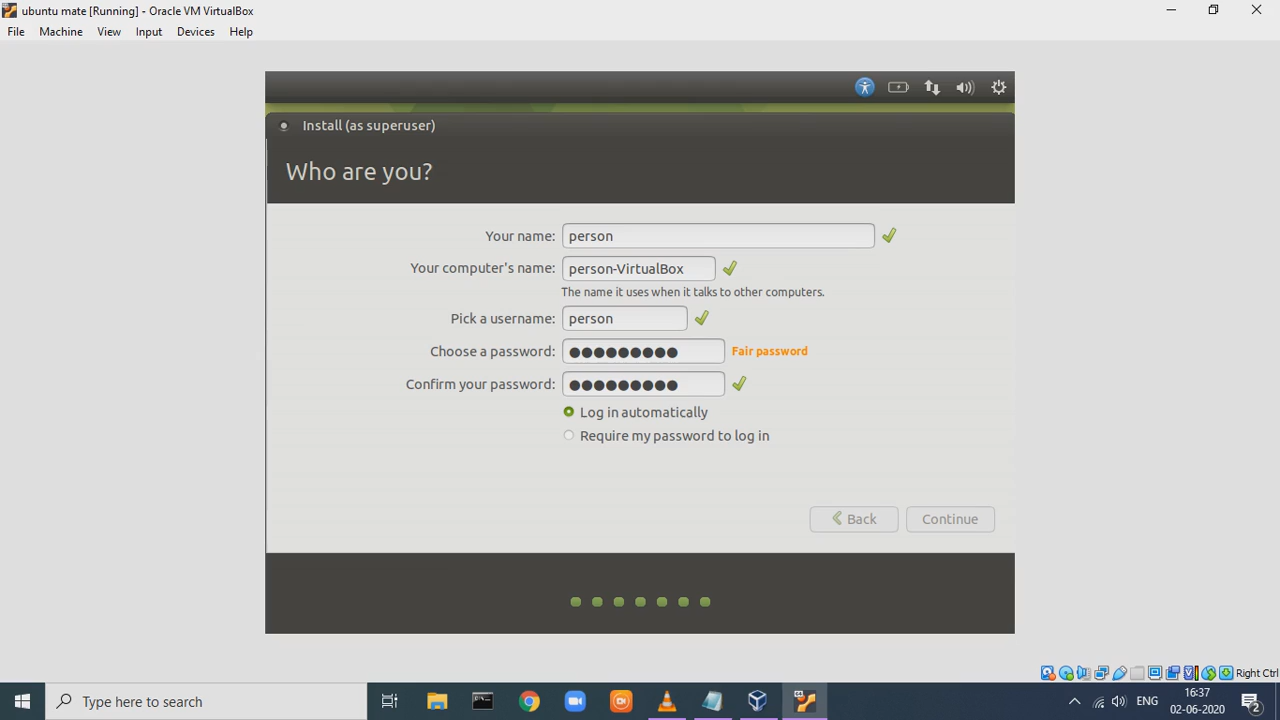 ubuntu mate [Running] - Oracle VM VirtualBox
File Machine View Input Devices Help
Install (as superuser)
Who are you?
Your name: person
Your computer's name: person-VirtualBox
The name it uses when it talks to other computers.
Pick a username: person
Choose a password: ●●●●●●●●● Fair password
Confirm your password: ●●●●●●●●●
Log in automatically
Require my password to log in
Back Continue
Right Ctrl
Type here to search
ENG
16:37
02-06-2020
2